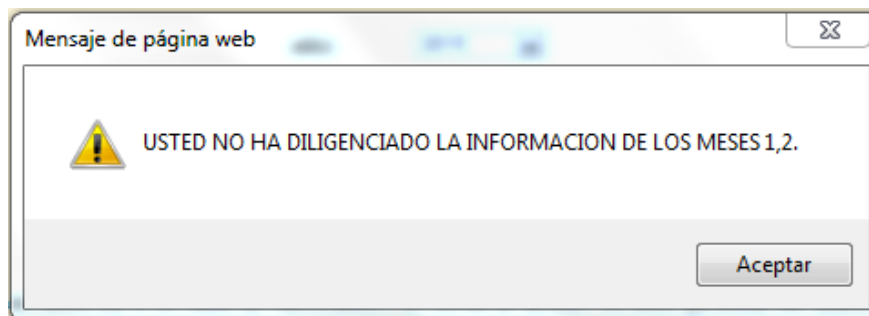 Mensaje de página web
USTED NO HA DILIGENCIADO LA INFORMACION DE LOS MESES 1,2.
Aceptar